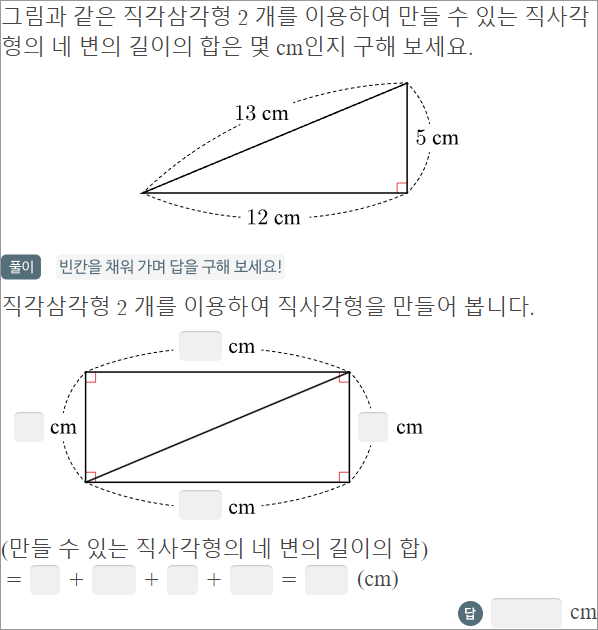 그림과 같은 직각삼각형 2 개를 이용하여 만들 수 있는 직사각
형의 네 변의 길이의 합은 몇 cm인지 구해 보세요.
13 cm
5 cm
12 cm
풀이 빈칸을 채워 가며 답을 구해 보세요!
직각삼각형 2 개를 이용하여 직사각형을 만들어 봅니다.
cm
cm cm
cm
(만들 수 있는 직사각형의 네 변의 길이의 합)
= + + + = (cm)
답 cm